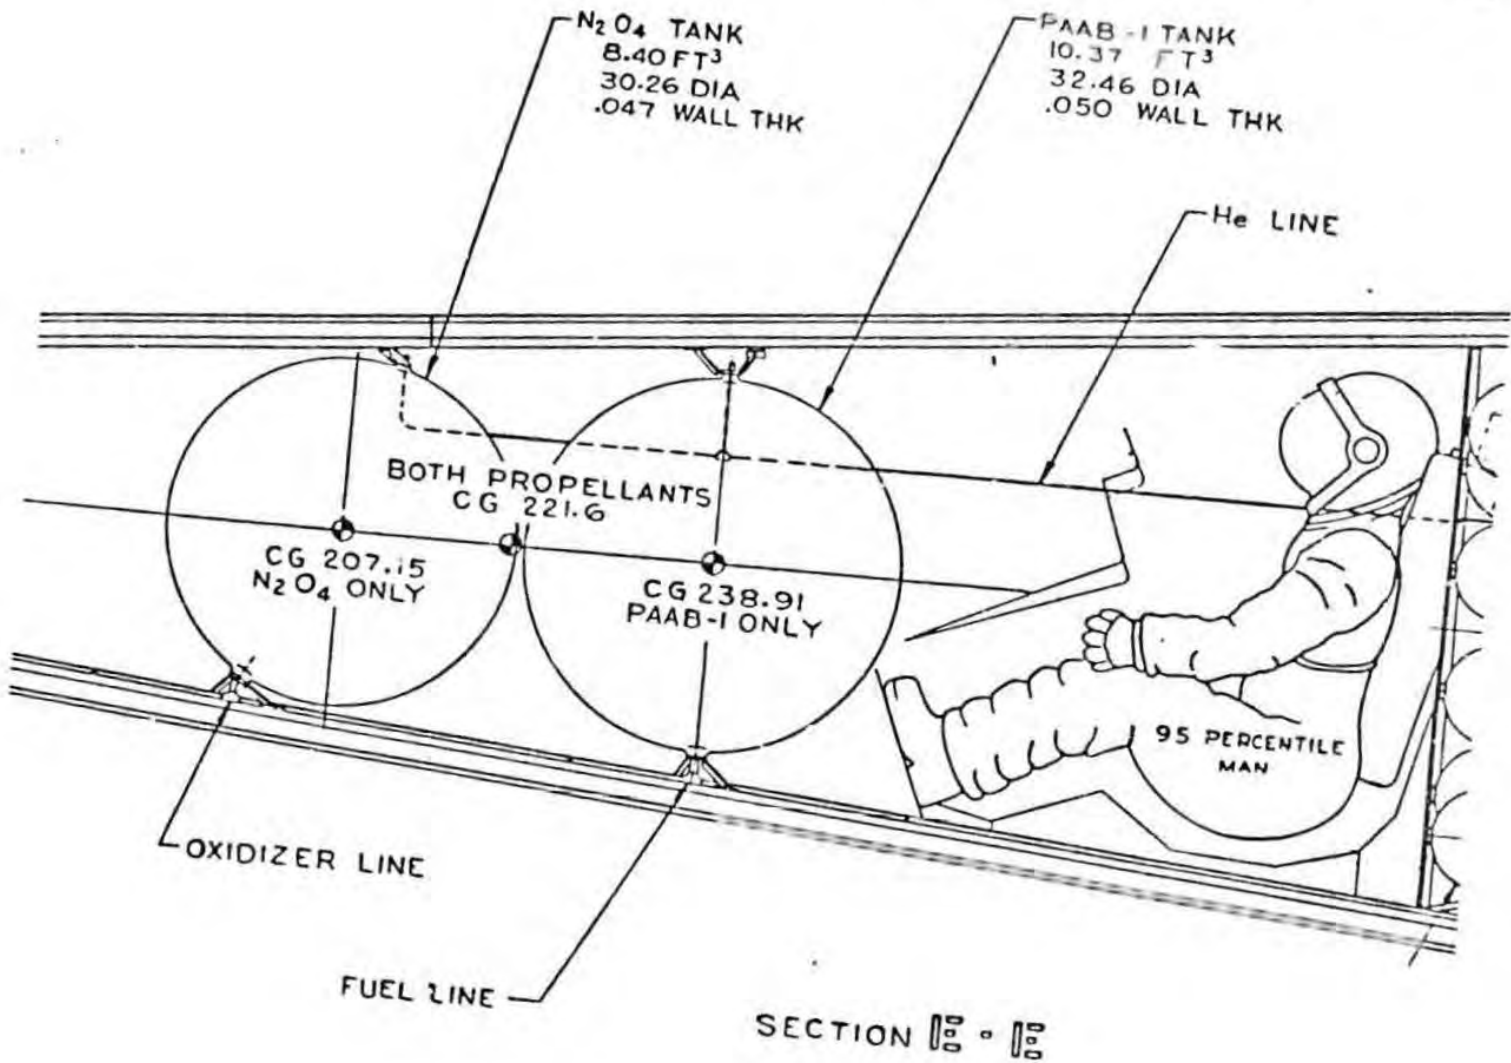 N₂O₄ TANK
8.40 FT³
30.26 DIA
.047 WALL THK
PAAB-1 TANK
10.37 FT³
32.46 DIA
.050 WALL THK
He LINE
BOTH PROPELLANTS
CG 221.6
CG 207.15
N₂O₄ ONLY
CG 238.91
PAAB-1 ONLY
95 PERCENTILE
MAN
OXIDIZER LINE
FUEL LINE
SECTION E-E